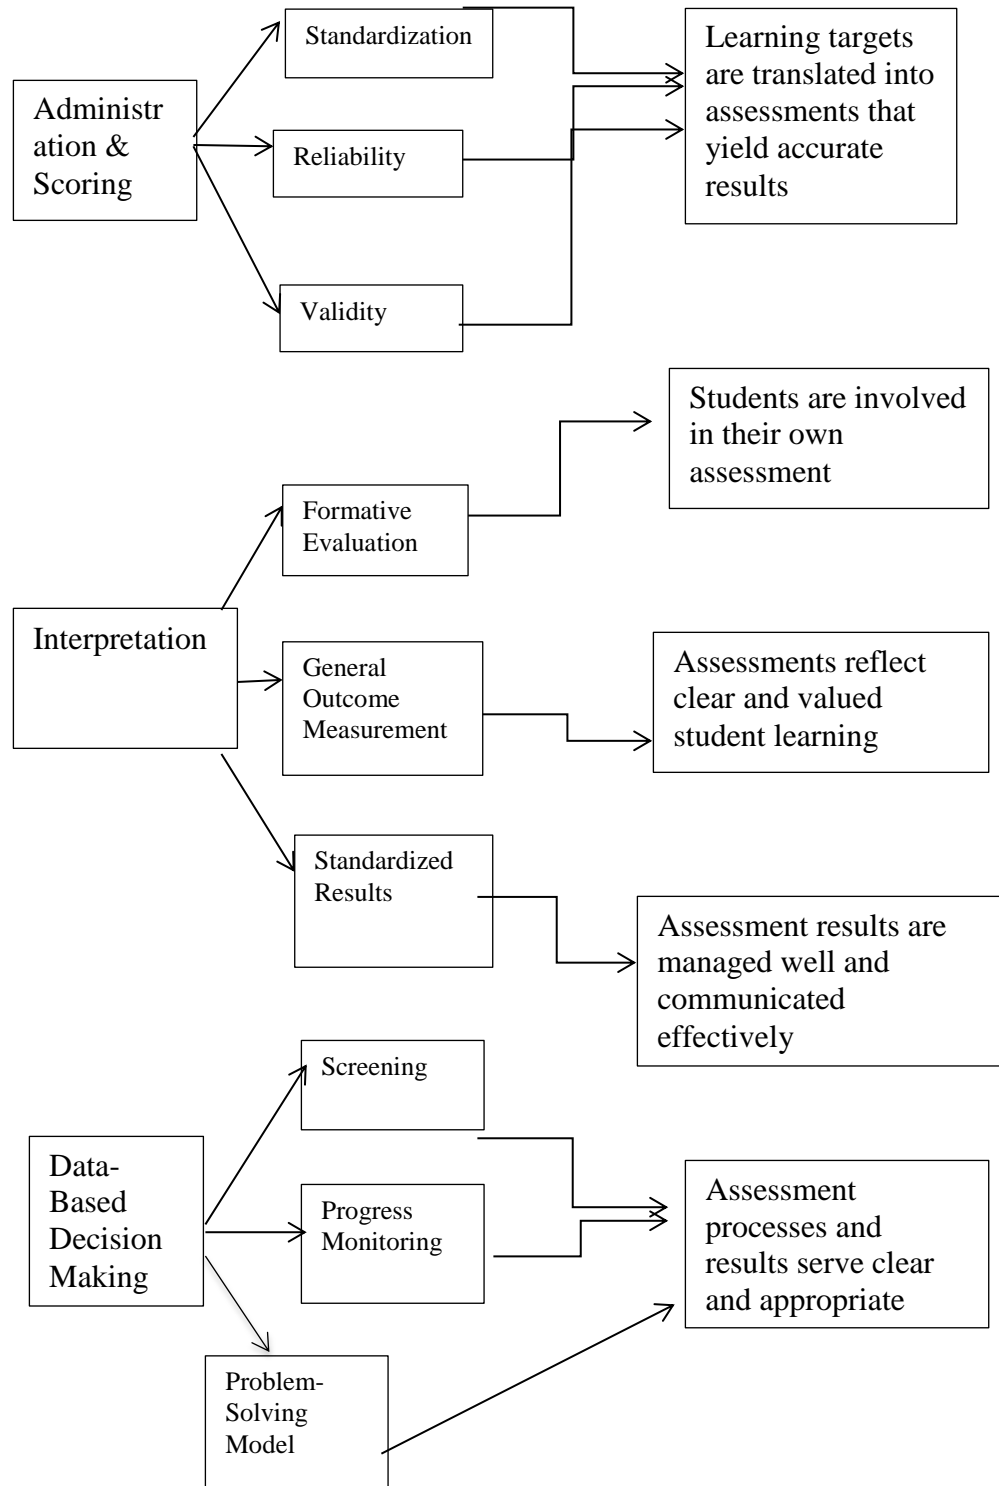 Administr
ation &
Scoring
Standardization
Reliability
Validity
Learning targets
are translated into
assessments that
yield accurate
results
Interpretation
Formative
Evaluation
General
Outcome
Measurement
Standardized
Results
Students are involved
in their own
assessment
Assessments reflect
clear and valued
student learning
Assessment results are
managed well and
communicated
effectively
Data-
Based
Decision
Making
Screening
Progress
Monitoring
Problem-
Solving
Model
Assessment
processes and
results serve clear
and appropriate